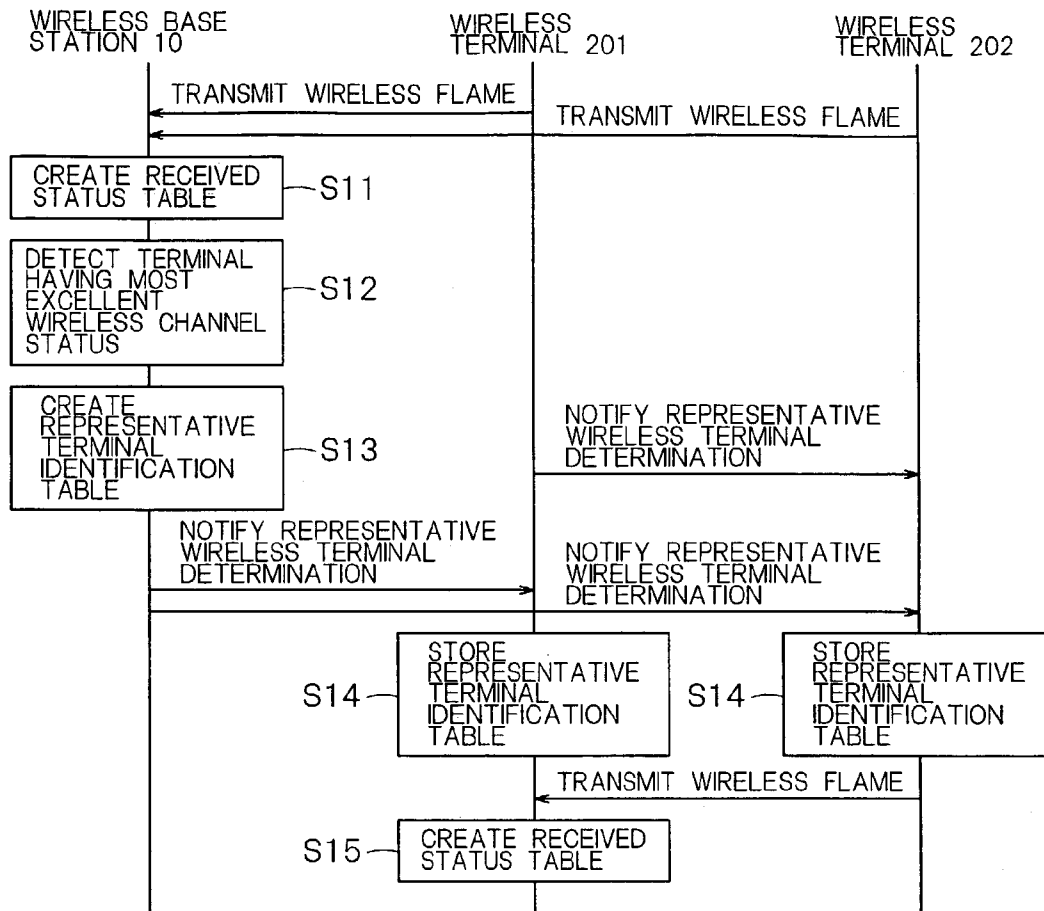 WIRELESS BASE
STATION 10
WIRELESS
TERMINAL 201
WIRELESS
TERMINAL 202
TRANSMIT WIRELESS FLAME
TRANSMIT WIRELESS FLAME
CREATE RECEIVED
STATUS TABLE
S11
DETECT TERMINAL
HAVING MOST
EXCELLENT
WIRELESS CHANNEL
STATUS
S12
CREATE
REPRESENTATIVE
TERMINAL
IDENTIFICATION
TABLE
S13
NOTIFY REPRESENTATIVE
WIRELESS TERMINAL
DETERMINATION
NOTIFY REPRESENTATIVE
WIRELESS TERMINAL
DETERMINATION
NOTIFY REPRESENTATIVE
WIRELESS TERMINAL
DETERMINATION
S14
STORE
REPRESENTATIVE
TERMINAL
IDENTIFICATION
TABLE
S14
STORE
REPRESENTATIVE
TERMINAL
IDENTIFICATION
TABLE
TRANSMIT WIRELESS FLAME
S15
CREATE RECEIVED
STATUS TABLE